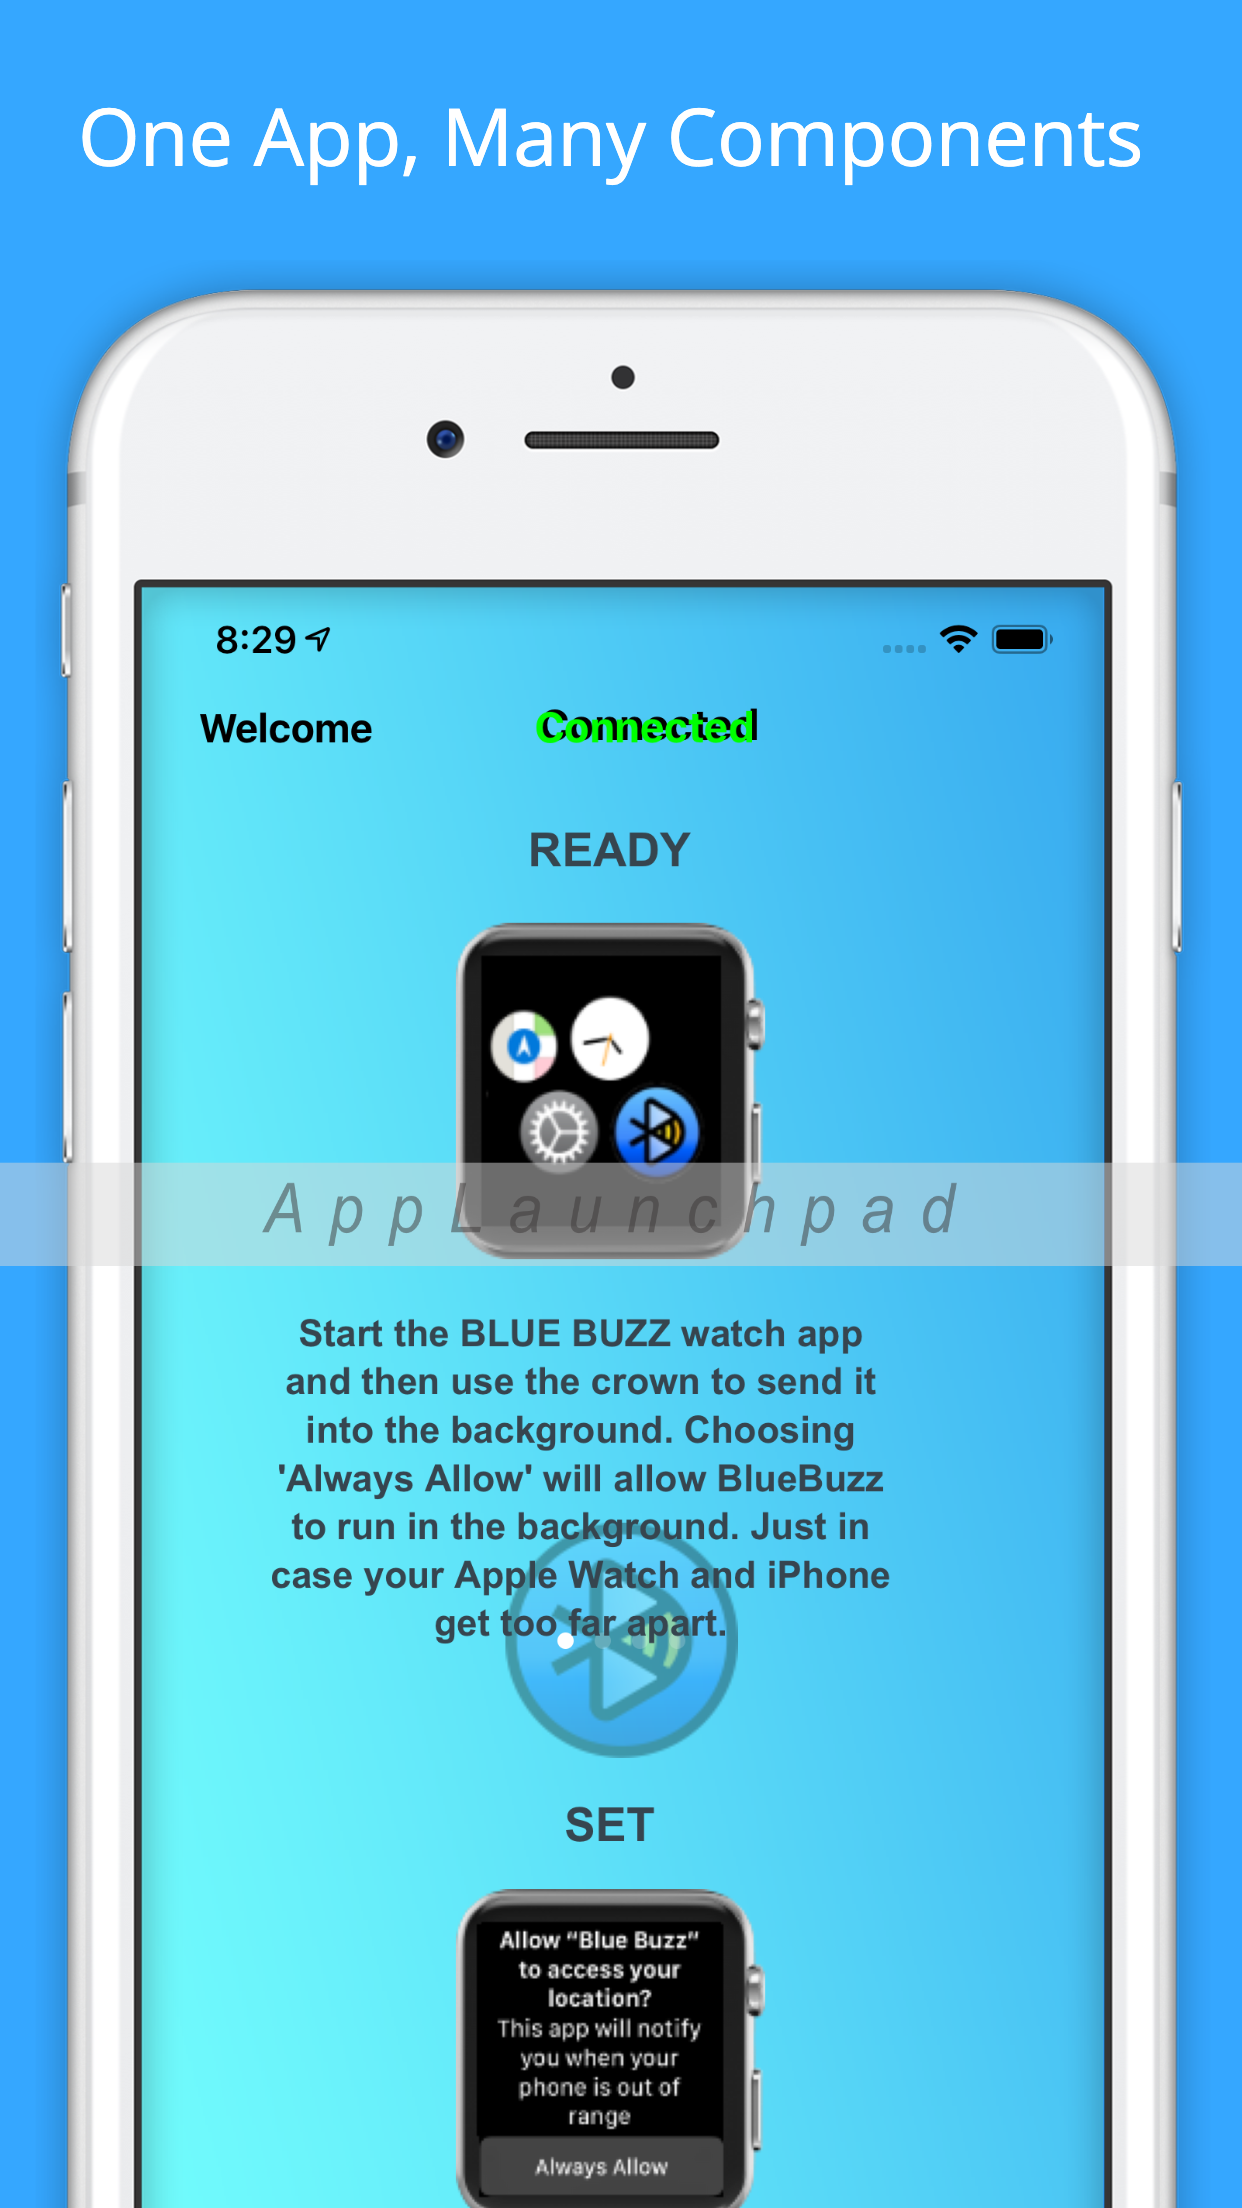 One App, Many Components
8:29
Welcome
Connected
Connected
READY
AppLaunchpad
Start the BLUE BUZZ watch app
and then use the crown to send it
into the background. Choosing
'Always Allow' will allow BlueBuzz
to run in the background. Just in
case your Apple Watch and iPhone
get too far apart.
SET
Allow “Blue Buzz”
to access your
location?
This app will notify
you when your
phone is out of
range
Always Allow